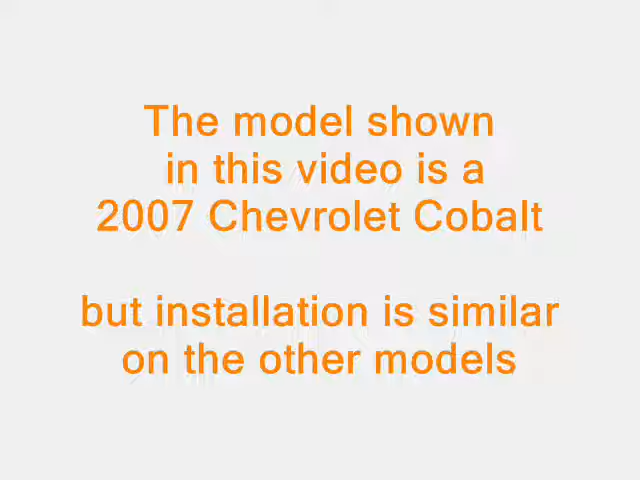 The model shown
in this video is a
2007 Chevrolet Cobalt
but installation is similar
on the other models